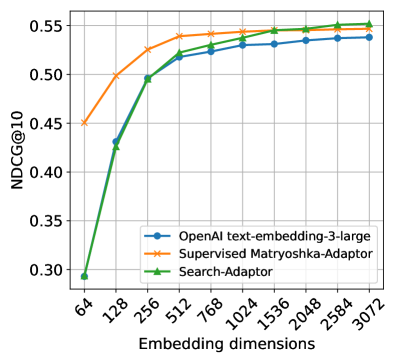 NDCG@10
0.55
0.50
0.45
0.40
0.35
0.30
OpenAI text-embedding-3-large
Supervised Matryoshka-Adaptor
Search-Adaptor
64 128 256 512 768 1024 1536 2048 2584 3072
Embedding dimensions